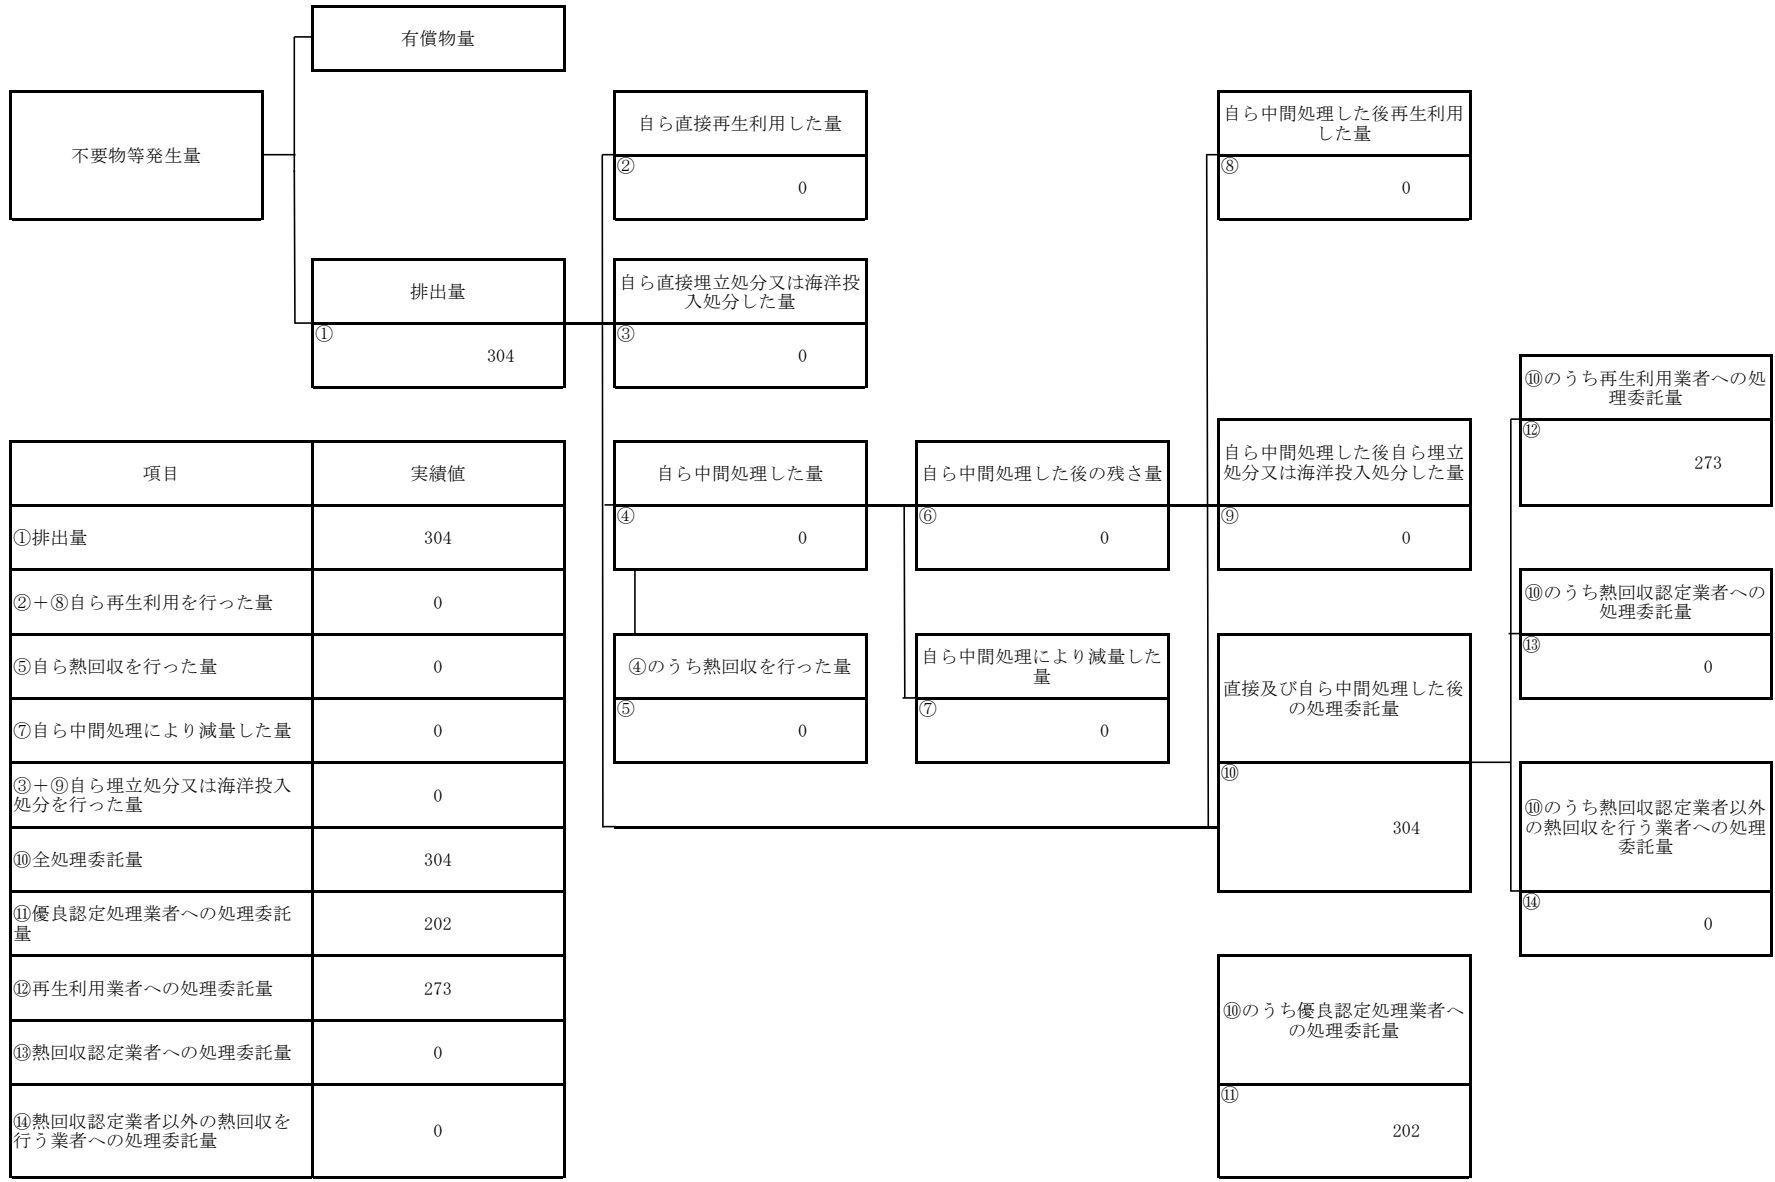 有償物量
不要物等発生量
自ら直接再生利用した量
②
0
自ら中間処理した後再生利用
した量
⑧
0
排出量
①
304
自ら直接埋立処分又は海洋投
入処分した量
③
0
自ら中間処理した量
④
0
自ら中間処理した後の残さ量
⑥
0
自ら中間処理した後自ら埋立
処分又は海洋投入処分した量
⑨
0
④のうち熱回収を行った量
⑤
0
自ら中間処理により減量した
量
⑦
0
直接及び自ら中間処理した後
の処理委託量
⑩
304
⑩のうち再生利用業者への処
理委託量
⑫
273
⑩のうち熱回収認定業者への
処理委託量
⑬
0
⑩のうち熱回収認定業者以外
の熱回収を行う業者への処理
委託量
⑭
0
⑩のうち優良認定処理業者へ
の処理委託量
⑪
202
項目 実績値
①排出量 304
②+⑧自ら再生利用を行った量 0
⑤自ら熱回収を行った量 0
⑦自ら中間処理により減量した量 0
③+⑨自ら埋立処分又は海洋投入
処分を行った量 0
⑩全処理委託量 304
⑪優良認定処理業者への処理委託
量 202
⑫再生利用業者への処理委託量 273
⑬熱回収認定業者への処理委託量 0
⑭熱回収認定業者以外の熱回収を
行う業者への処理委託量 0